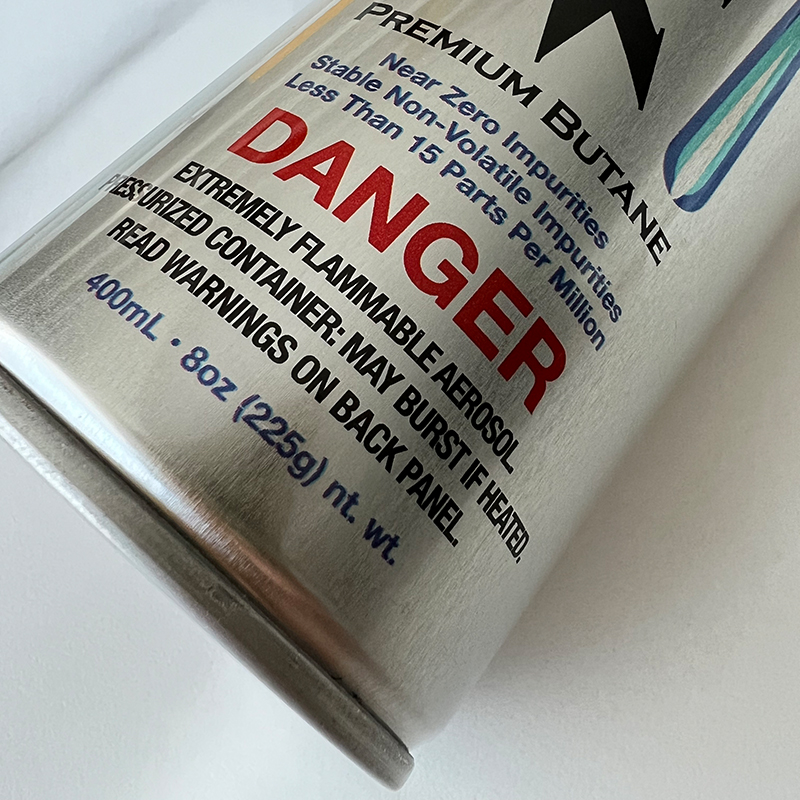 PREMIUM BUTANE
Near Zero Impurities
Stable Non-Volatile Impurities
Less Than 15 Parts Per Million
DANGER
EXTREMELY FLAMMABLE AEROSOL.
PRESSURIZED CONTAINER: MAY BURST IF HEATED.
READ WARNINGS ON BACK PANEL.
400mL • 8oz (225g) nt. wt.